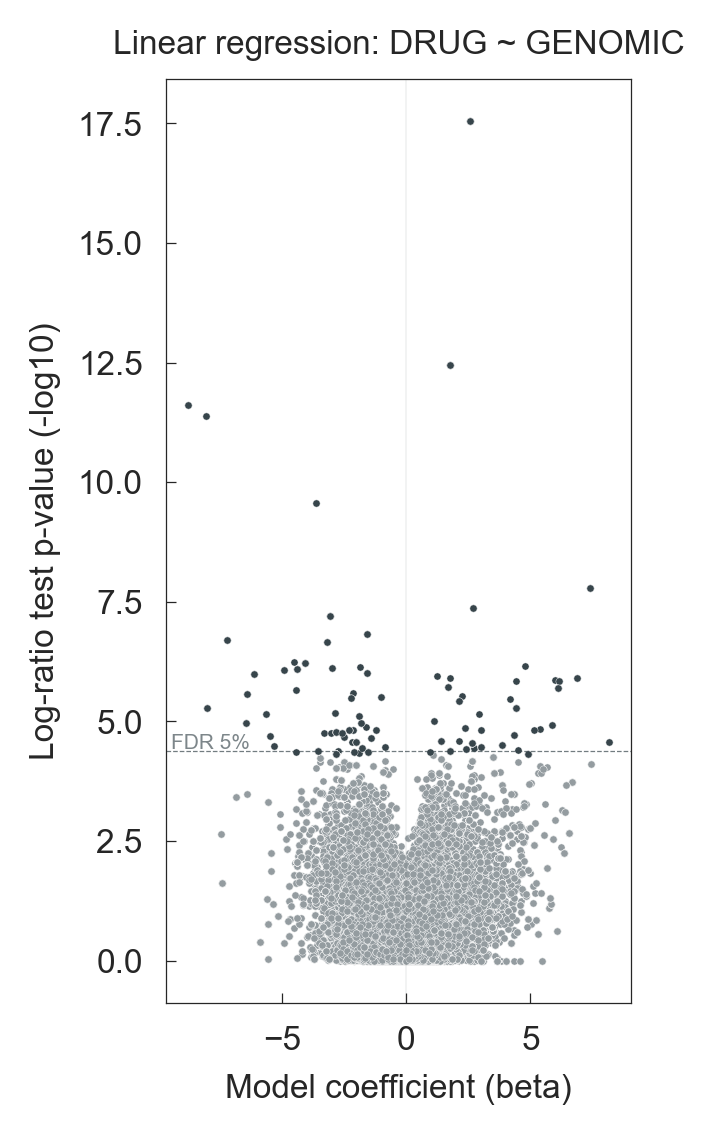 Linear regression: DRUG ~ GENOMIC
Log-ratio test p-value (-log10)
17.5
15.0
12.5
10.0
7.5
5.0
2.5
0.0
FDR 5%
−5
0
5
Model coefficient (beta)